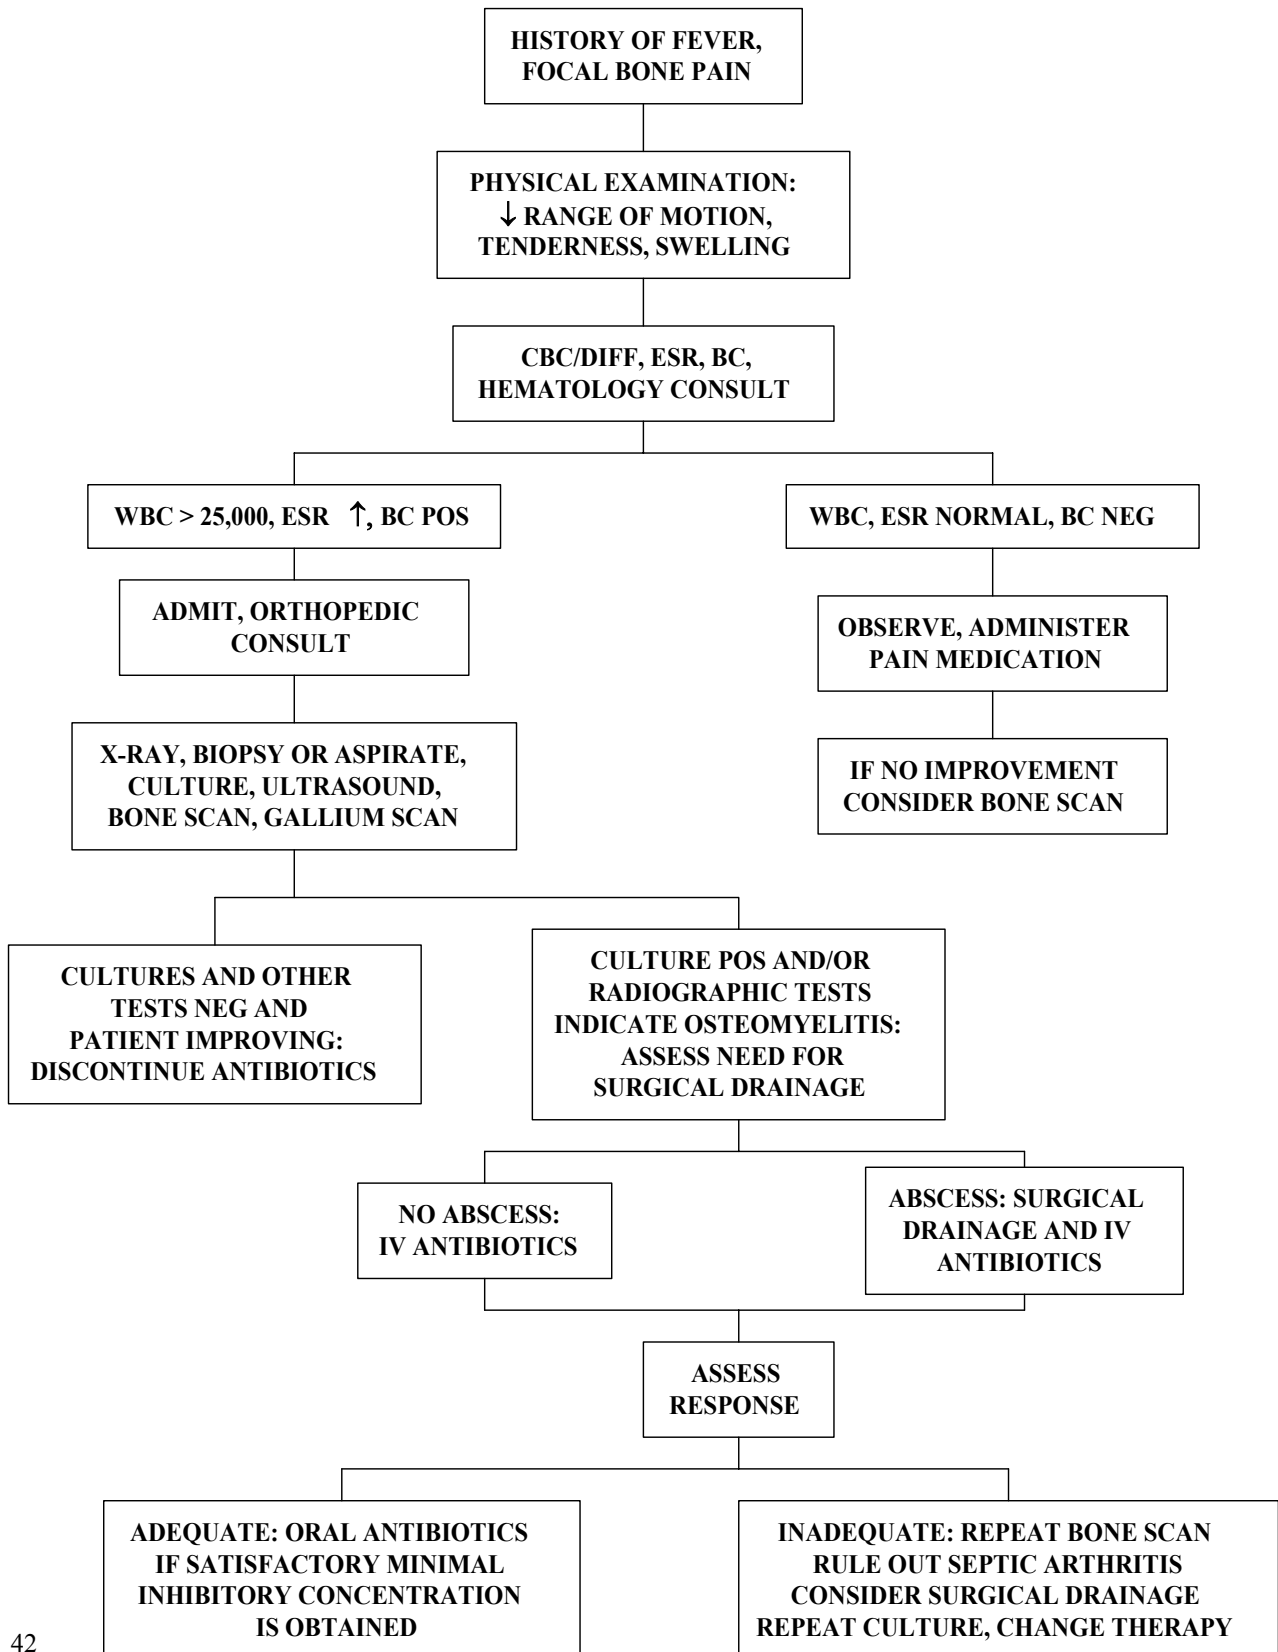 HISTORY OF FEVER,
FOCAL BONE PAIN
PHYSICAL EXAMINATION:
↓ RANGE OF MOTION,
TENDERNESS, SWELLING
CBC/DIFF, ESR, BC,
HEMATOLOGY CONSULT
WBC > 25,000, ESR ↑, BC POS
WBC, ESR NORMAL, BC NEG
ADMIT, ORTHOPEDIC
CONSULT
OBSERVE, ADMINISTER
PAIN MEDICATION
X-RAY, BIOPSY OR ASPIRATE,
CULTURE, ULTRASOUND,
BONE SCAN, GALLIUM SCAN
IF NO IMPROVEMENT
CONSIDER BONE SCAN
CULTURES AND OTHER
TESTS NEG AND
PATIENT IMPROVING:
DISCONTINUE ANTIBIOTICS
CULTURE POS AND/OR
RADIOGRAPHIC TESTS
INDICATE OSTEOMYELITIS:
ASSESS NEED FOR
SURGICAL DRAINAGE
NO ABSCESS:
IV ANTIBIOTICS
ABSCESS: SURGICAL
DRAINAGE AND IV
ANTIBIOTICS
ASSESS
RESPONSE
ADEQUATE: ORAL ANTIBIOTICS
IF SATISFACTORY MINIMAL
INHIBITORY CONCENTRATION
IS OBTAINED
INADEQUATE: REPEAT BONE SCAN
RULE OUT SEPTIC ARTHRITIS
CONSIDER SURGICAL DRAINAGE
REPEAT CULTURE, CHANGE THERAPY
42